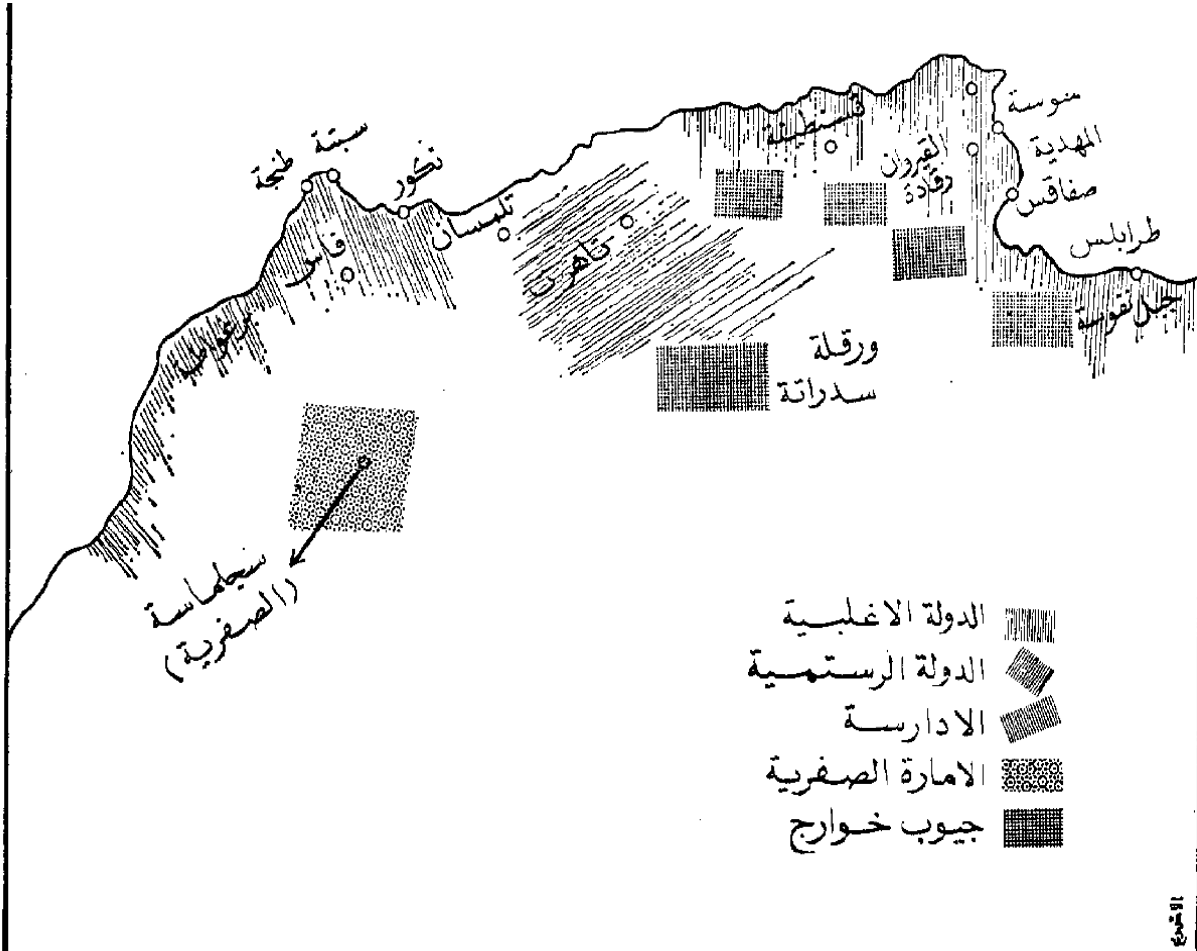 سبتة
طنجة
نكور
فاس
تلمسان
تاهرت
قسنطينة
القيروان
رقادة
سوسة
المهدية
صفاقس
طرابلس
جبل نفوسة
برغواطة
ورقلة
سدراتة
سجلماسة
(الصفرية)
الدولة الاغلبية
الدولة الرستمية
الادارسة
الامارة الصفرية
جيوب خوارج